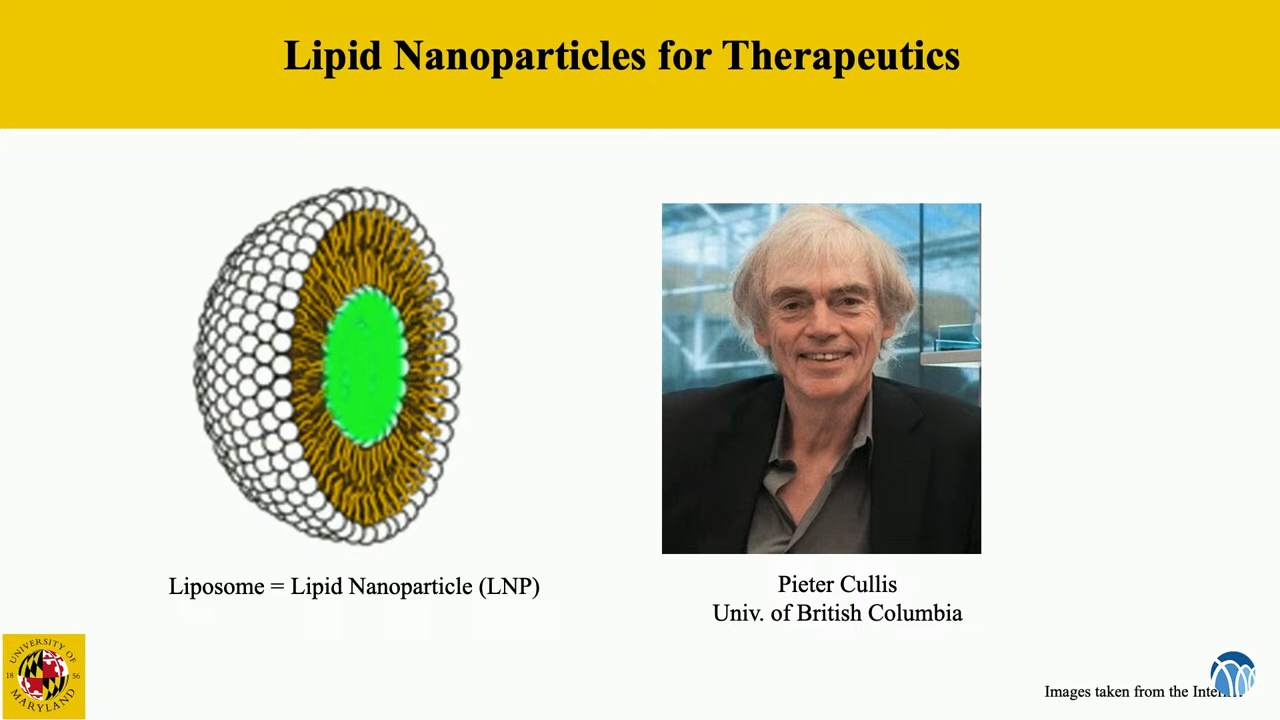 Lipid Nanoparticles for Therapeutics
Liposome = Lipid Nanoparticle (LNP)
Pieter Cullis
Univ. of British Columbia
UNIVERSITY OF
18 56
MARYLAND
Images taken from the